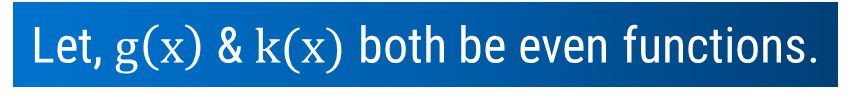 Let, g(x) & k(x) both be even functions.